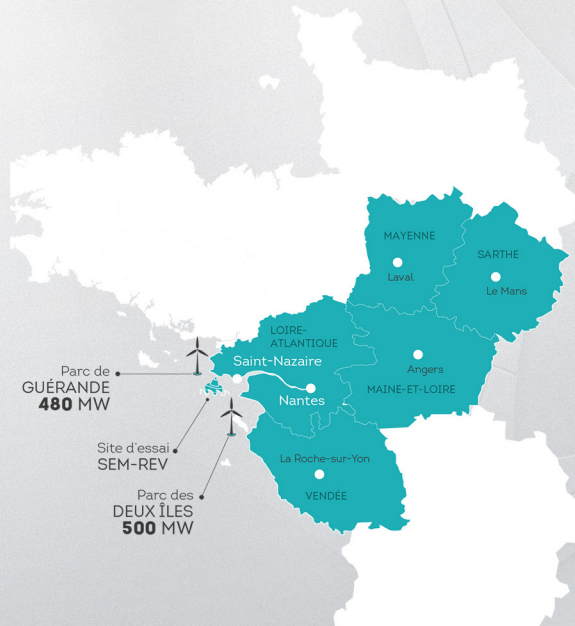 MAYENNE
Laval
SARTHE
Le Mans
LOIRE-
ATLANTIQUE
Saint-Nazaire
Nantes
Angers
MAINE-ET-LOIRE
La Roche-sur-Yon
VENDÉE
Parc de
GUÉRANDE
480 MW
Site d'essai
SEM-REV
Parc des
DEUX ÎLES
500 MW